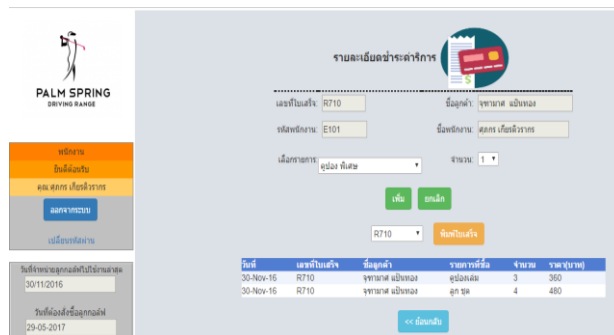 PALM SPRING
DRIVING RANGE
พนักงาน
ยินดีต้อนรับ
คุณ ศุภกร เกียรติวรากร
ออกจากระบบ
เปลี่ยนรหัสผ่าน
วันที่จำหน่ายลูกกอล์ฟไปใช้งานล่าสุด
30/11/2016
วันที่ต้องสั่งซื้อลูกกอล์ฟ
29-05-2017
รายละเอียดชำระค่าบริการ
เลขที่ใบเสร็จ: R710
ชื่อลูกค้า: จุฑามาศ แป้นทอง
รหัสพนักงาน: E101
ชื่อพนักงาน: ศุภกร เกียรติวรากร
เลือกรายการ: คูปอง พิเศษ
จำนวน: 1
เพิ่ม ยกเลิก
R710 พิมพ์ใบเสร็จ
วันที่ เลขที่ใบเสร็จ ชื่อลูกค้า รายการที่ซื้อ จำนวน ราคา(บาท)
30-Nov-16 R710 จุฑามาศ แป้นทอง คูปองเล่ม 3 360
30-Nov-16 R710 จุฑามาศ แป้นทอง ลูก ชุด 4 480
<< ย้อนกลับ